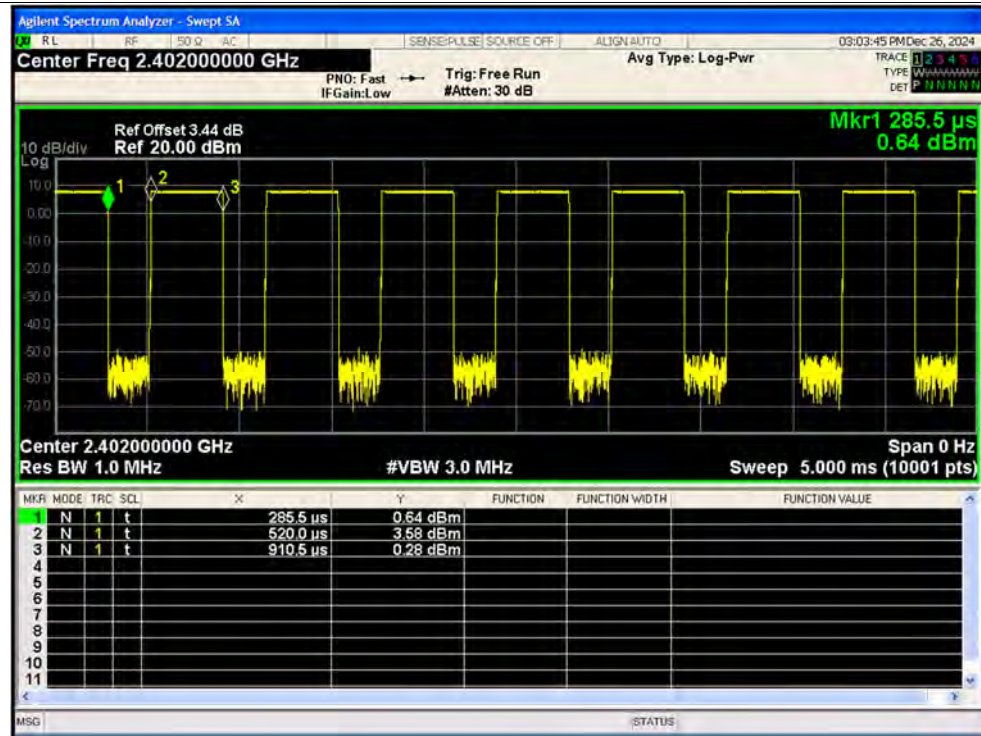 Agilent Spectrum Analyzer - Swept SA
RL RF 50 Ω AC SENSE:PULSE SOURCE OFF ALIGN AUTO 03:03:45 PM Dec 26, 2024
Center Freq 2.402000000 GHz
PNO: Fast
IFGain:Low
Trig: Free Run
#Atten: 30 dB
Avg Type: Log-Pwr
TRACE 1 2 3 4 5 6
TYPE W
DET P N N N N N
Mkr1 285.5 µs
0.64 dBm
Ref Offset 3.44 dB
10 dB/div Ref 20.00 dBm
Log
10.0
0.00
-10.0
-20.0
-30.0
-40.0
-50.0
-60.0
-70.0
1
2
3
Center 2.402000000 GHz Span 0 Hz
Res BW 1.0 MHz #VBW 3.0 MHz Sweep 5.000 ms (10001 pts)
MKR MODE TRC SCL X Y FUNCTION FUNCTION WIDTH FUNCTION VALUE
1 N 1 t 285.5 µs 0.64 dBm
2 N 1 t 520.0 µs 3.58 dBm
3 N 1 t 910.5 µs 0.28 dBm
4
5
6
7
8
9
10
11
MSG STATUS